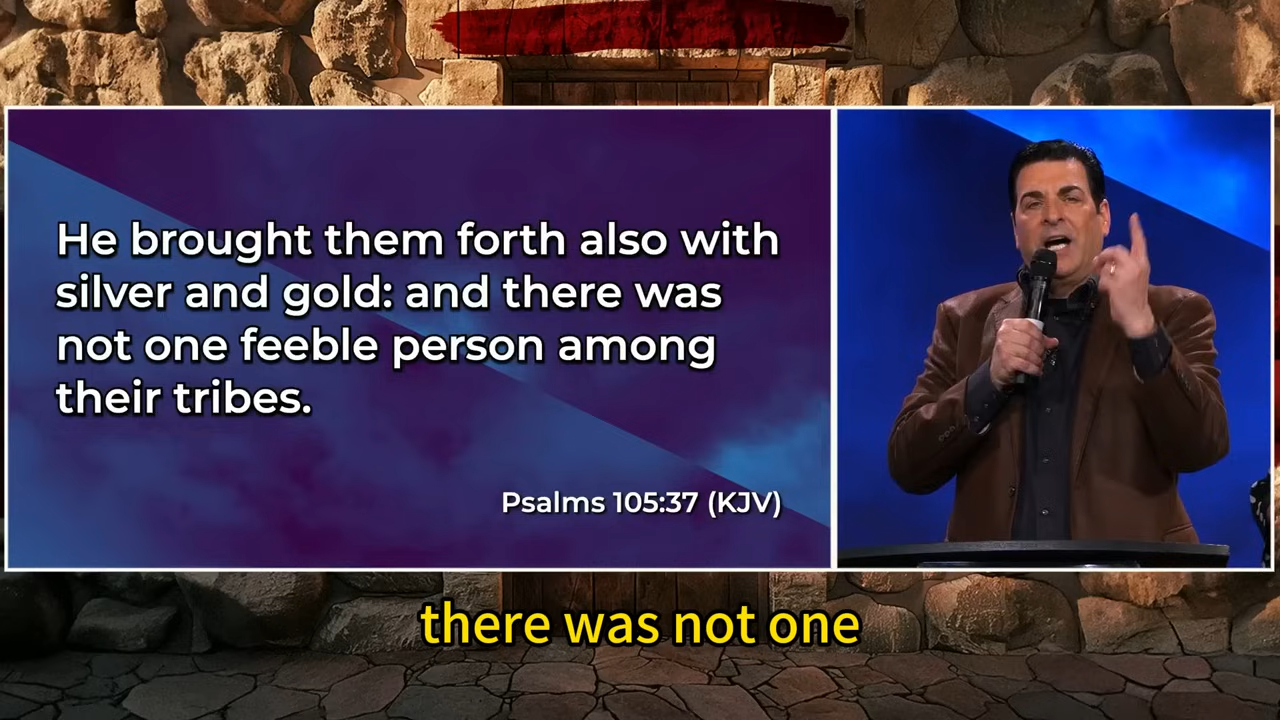 He brought them forth also with
silver and gold: and there was
not one feeble person among
their tribes.
Psalms 105:37 (KJV)
there was not one